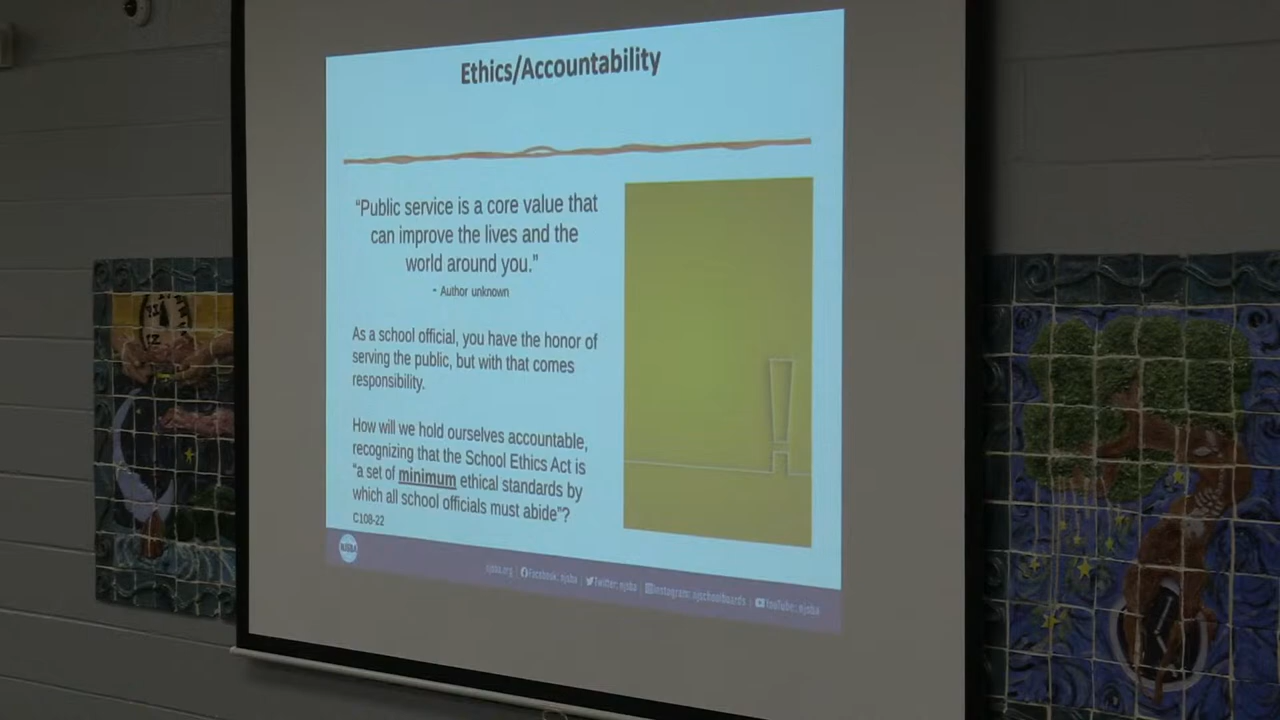 Ethics/Accountability
“Public service is a core value that
can improve the lives and the
world around you.”
- Author unknown
As a school official, you have the honor of
serving the public, but with that comes
responsibility.
How will we hold ourselves accountable,
recognizing that the School Ethics Act is
“a set of minimum ethical standards by
which all school officials must abide”?
C108-22
NJSBA
njsba.org | Facebook: njsba | Twitter: njsba | Instagram: njschoolboards | YouTube: njsba